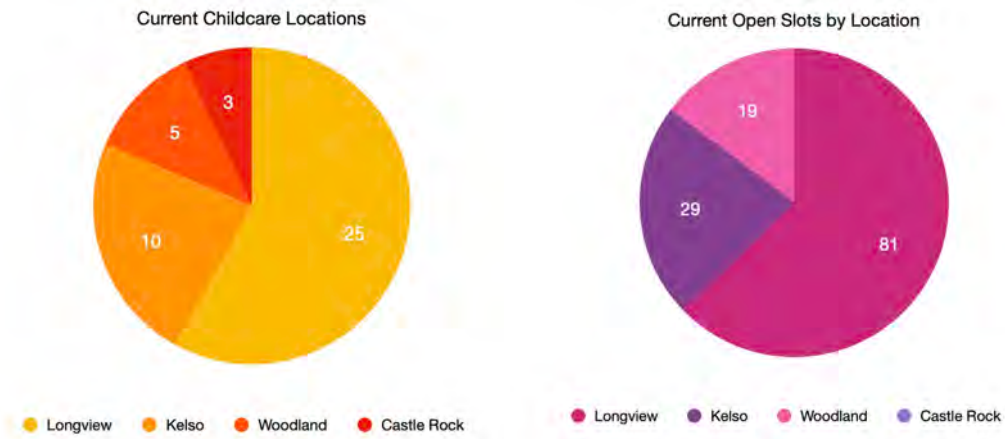 Current Childcare Locations
3
5
10
25
Longview Kelso Woodland Castle Rock
Current Open Slots by Location
19
29
81
Longview Kelso Woodland Castle Rock